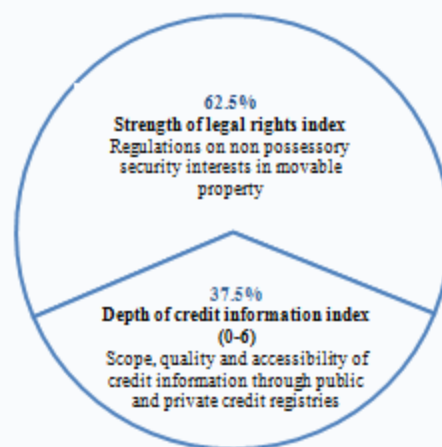 62.5%
Strength of legal rights index
Regulations on non possessory
security interests in movable
property
37.5%
Depth of credit information index
(0-6)
Scope, quality and accessibility of
credit information through public
and private credit registries